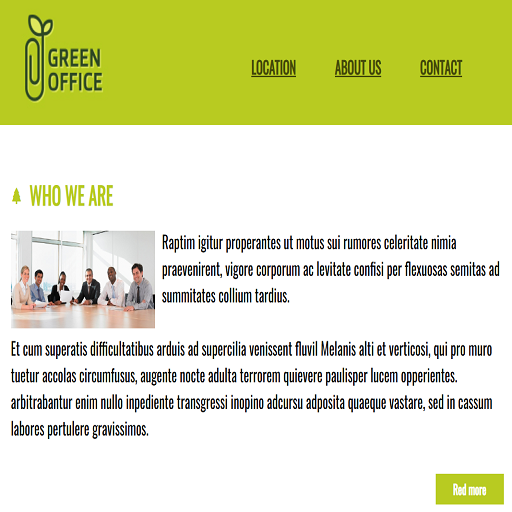 GREEN
OFFICE
LOCATION ABOUT US CONTACT
WHO WE ARE
Raptim igitur properantes ut motus sui rumores celeritate nimia
praevenirent, vigore corporum ac levitate confisi per flexuosas semitas ad
summitates collium tardius.
Et cum superatis difficultatibus arduis ad supercilia venissent fluvil Melanis alti et verticosi, qui pro muro
tuetur accolas circumfusus, augente nocte adulta terrorem quievere paulisper lucem opperientes.
arbitrabantur enim nullo inpediente transgressi inopino adcursu adposita quaeque vastare, sed in cassum
labores pertulere gravissimos.
Red more